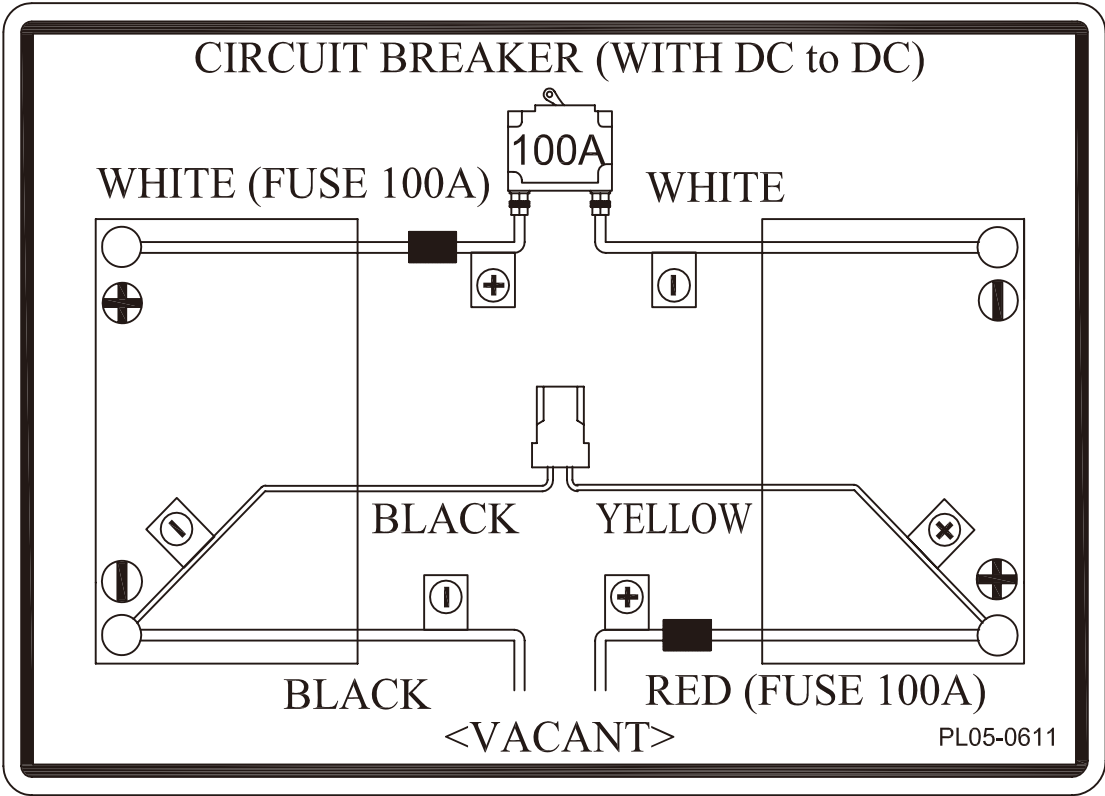 CIRCUIT BREAKER (WITH DC to DC)
100A
WHITE (FUSE 100A)
WHITE
BLACK
YELLOW
BLACK
RED (FUSE 100A)
<VACANT>
PL05-0611